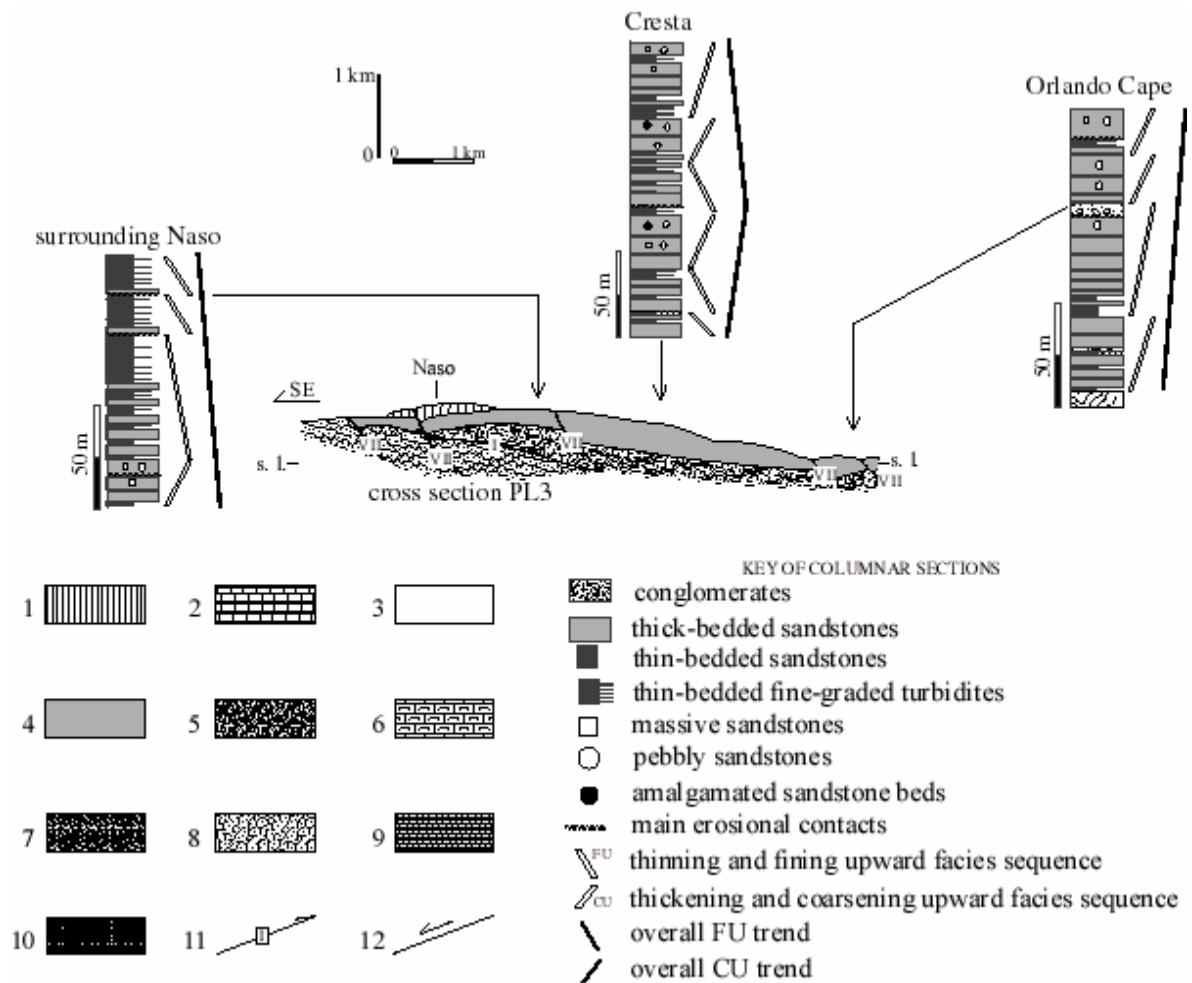 Cresta
1 km
0
0 1 km
Orlando Cape
surrounding Naso
50 m
50 m
50 m
Naso
SE
s. l.
s. l.
VII
VII
I
VII
VII
VII
cross section PL3
1
2
3
4
5
6
7
8
9
10
11
I
12
KEY OF COLUMNAR SECTIONS
conglomerates
thick-bedded sandstones
thin-bedded sandstones
thin-bedded fine-graded turbidites
massive sandstones
pebbly sandstones
amalgamated sandstone beds
main erosional contacts
FU thinning and fining upward facies sequence
CU thickening and coarsening upward facies sequence
overall FU trend
overall CU trend